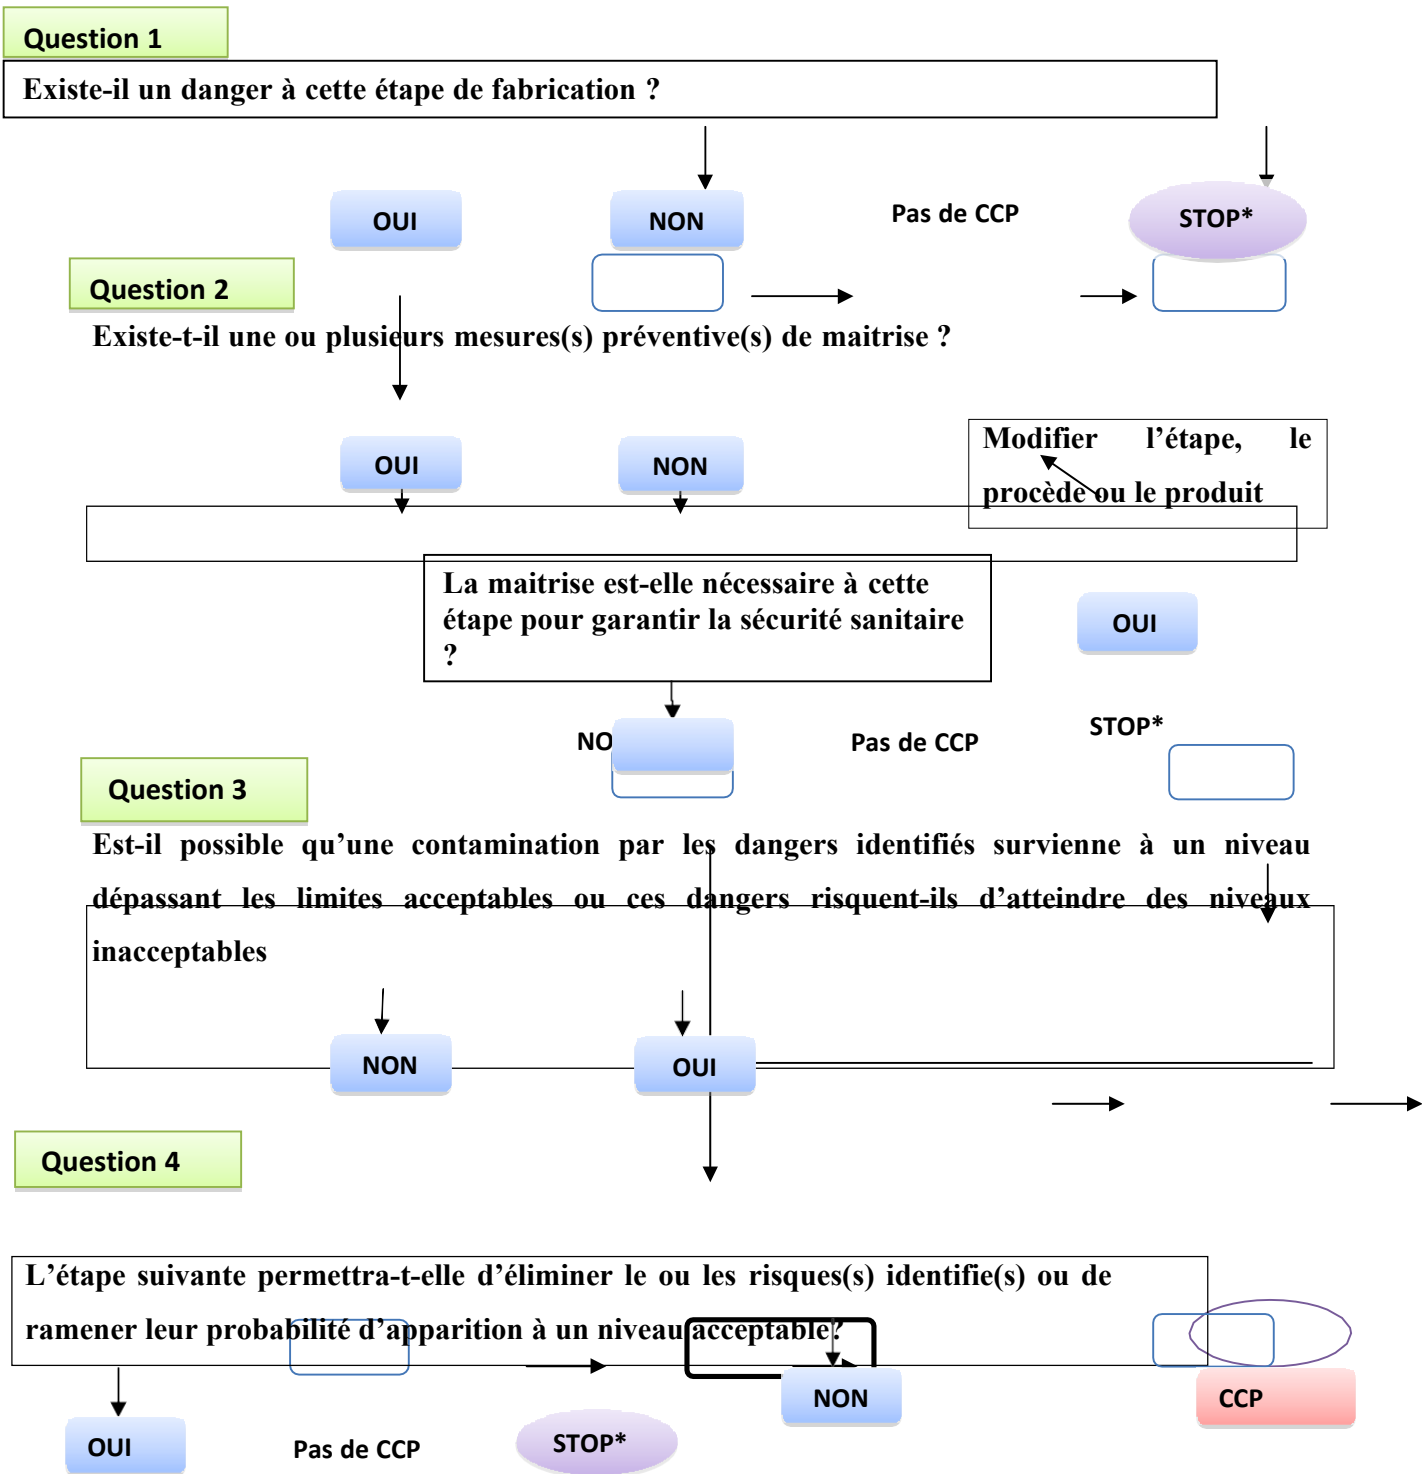 Question 1
Existe-il un danger à cette étape de fabrication ?
OUI
NON
Pas de CCP
STOP*
Question 2
Existe-t-il une ou plusieurs mesures(s) préventive(s) de maitrise ?
OUI
NON
Modifier l’étape, le
procède ou le produit
La maitrise est-elle nécessaire à cette
étape pour garantir la sécurité sanitaire
?
OUI
NO
Pas de CCP
STOP*
Question 3
Est-il possible qu’une contamination par les dangers identifiés survienne à un niveau
dépassant les limites acceptables ou ces dangers risquent-ils d’atteindre des niveaux
inacceptables
NON
OUI
Question 4
L’étape suivante permettra-t-elle d’éliminer le ou les risques(s) identifie(s) ou de
ramener leur probabilité d’apparition à un niveau acceptable?
NON
CCP
OUI
Pas de CCP
STOP*